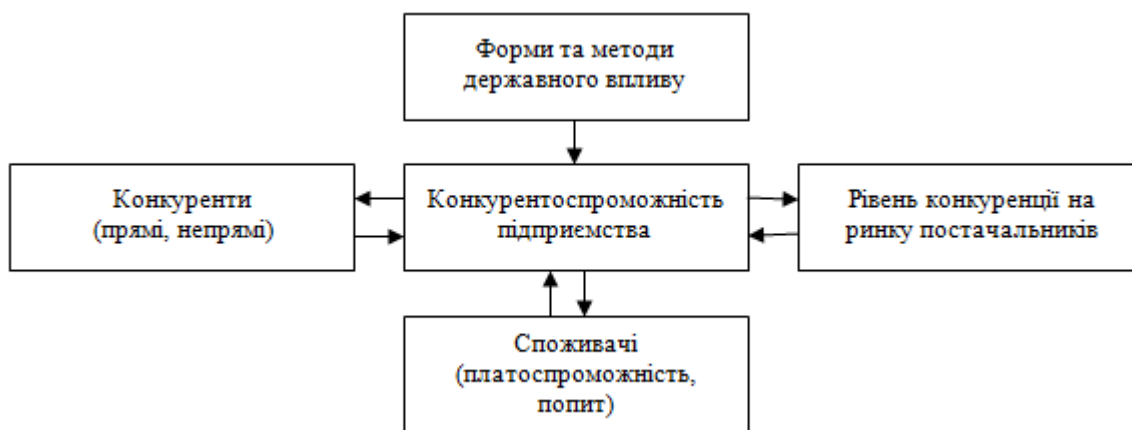 Форми та методи
державного впливу
Конкуренти
(прямі, непрямі)
Конкурентоспроможність
підприємства
Рівень конкуренції на
ринку постачальників
Споживачі
(платоспроможність,
попит)